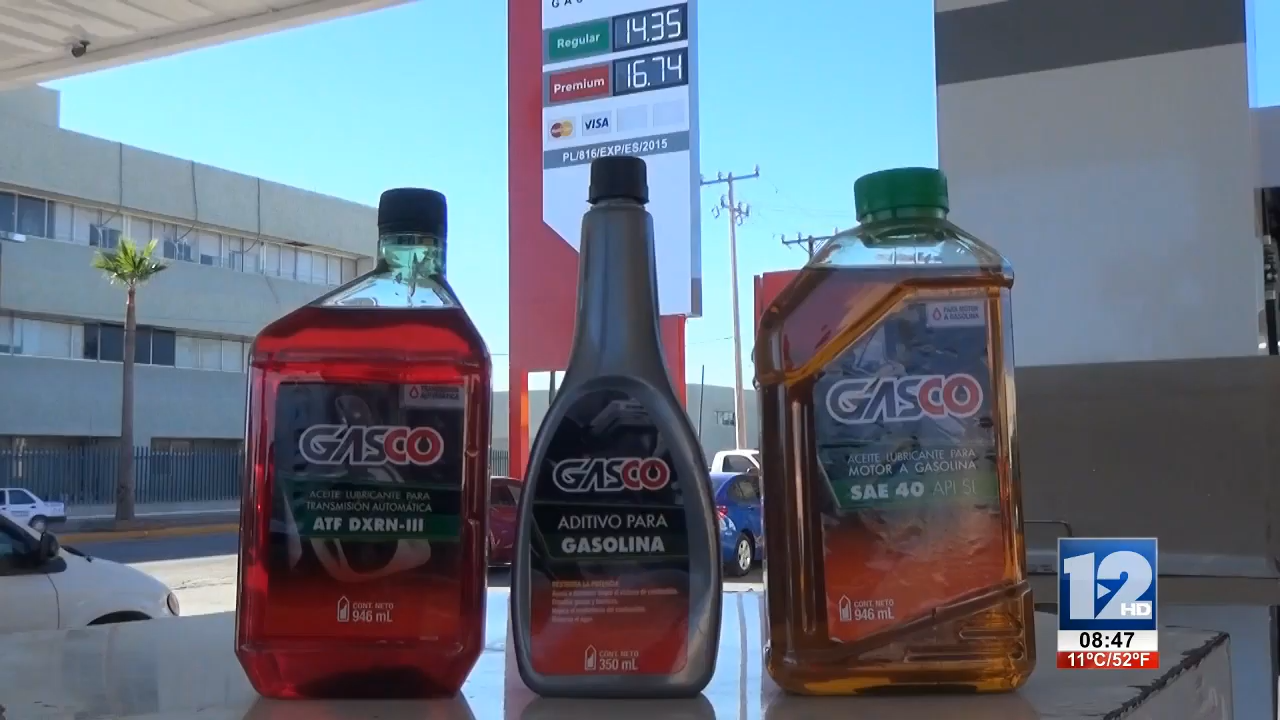 Regular 14.35
Premium 16.74
VISA
PL/816/EXP/ES/2015
GASCO
ACEITE LUBRICANTE PARA
TRANSMISIÓN AUTOMÁTICA
ATF DXRN-III
CONT. NETO
946 mL
GASCO
ADITIVO PARA
GASOLINA
CONT. NETO
350 mL
PARA MOTOR
A GASOLINA
GASCO
ACEITE LUBRICANTE PARA
MOTOR A GASOLINA
SAE 40 API SL
CONT. NETO
946 mL
12
HD
08:47
11°C/52°F